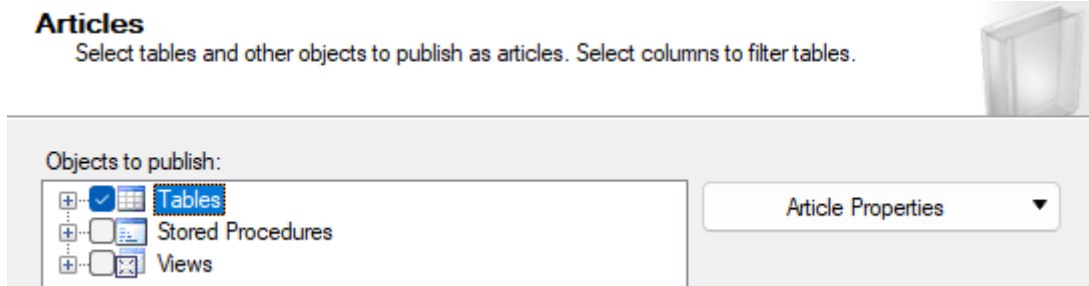 Articles
Select tables and other objects to publish as articles. Select columns to filter tables.
Objects to publish:
Tables
Article Properties
Stored Procedures
Views